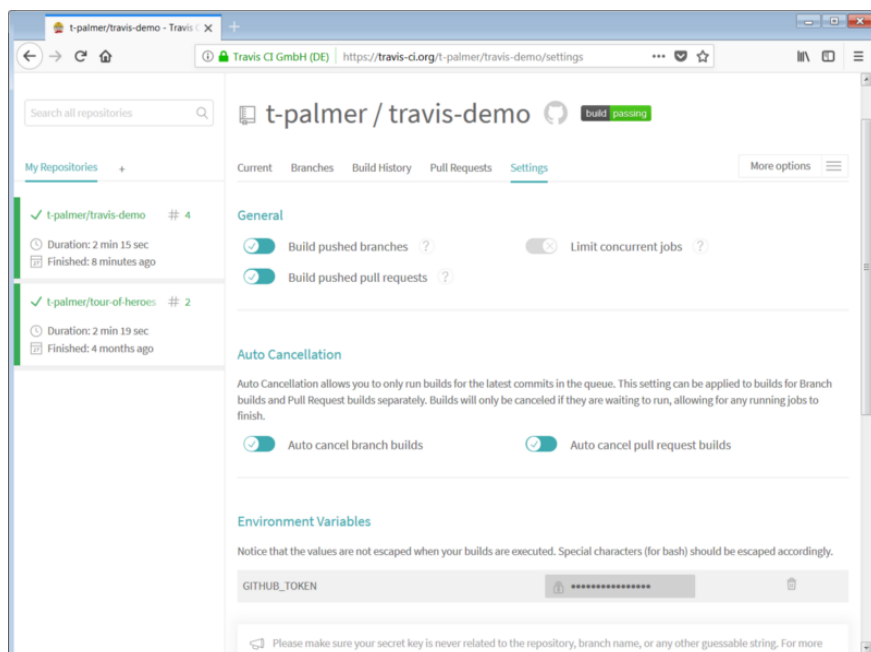 t-palmer/travis-demo - Travis C
Travis CI GmbH (DE)
https://travis-ci.org/t-palmer/travis-demo/settings
Search all repositories
t-palmer / travis-demo
build passing
My Repositories +
Current Branches Build History Pull Requests Settings
More options
t-palmer/travis-demo # 4
Duration: 2 min 15 sec
Finished: 8 minutes ago
t-palmer/tour-of-heroes # 2
Duration: 2 min 19 sec
Finished: 4 months ago
General
Build pushed branches ?
Limit concurrent jobs ?
Build pushed pull requests ?
Auto Cancellation
Auto Cancellation allows you to only run builds for the latest commits in the queue. This setting can be applied to builds for Branch
builds and Pull Request builds separately. Builds will only be canceled if they are waiting to run, allowing for any running jobs to
finish.
Auto cancel branch builds
Auto cancel pull request builds
Environment Variables
Notice that the values are not escaped when your builds are executed. Special characters (for bash) should be escaped accordingly.
GITHUB_TOKEN
••••••••••••••••
Please make sure your secret key is never related to the repository, branch name, or any other guessable string. For more